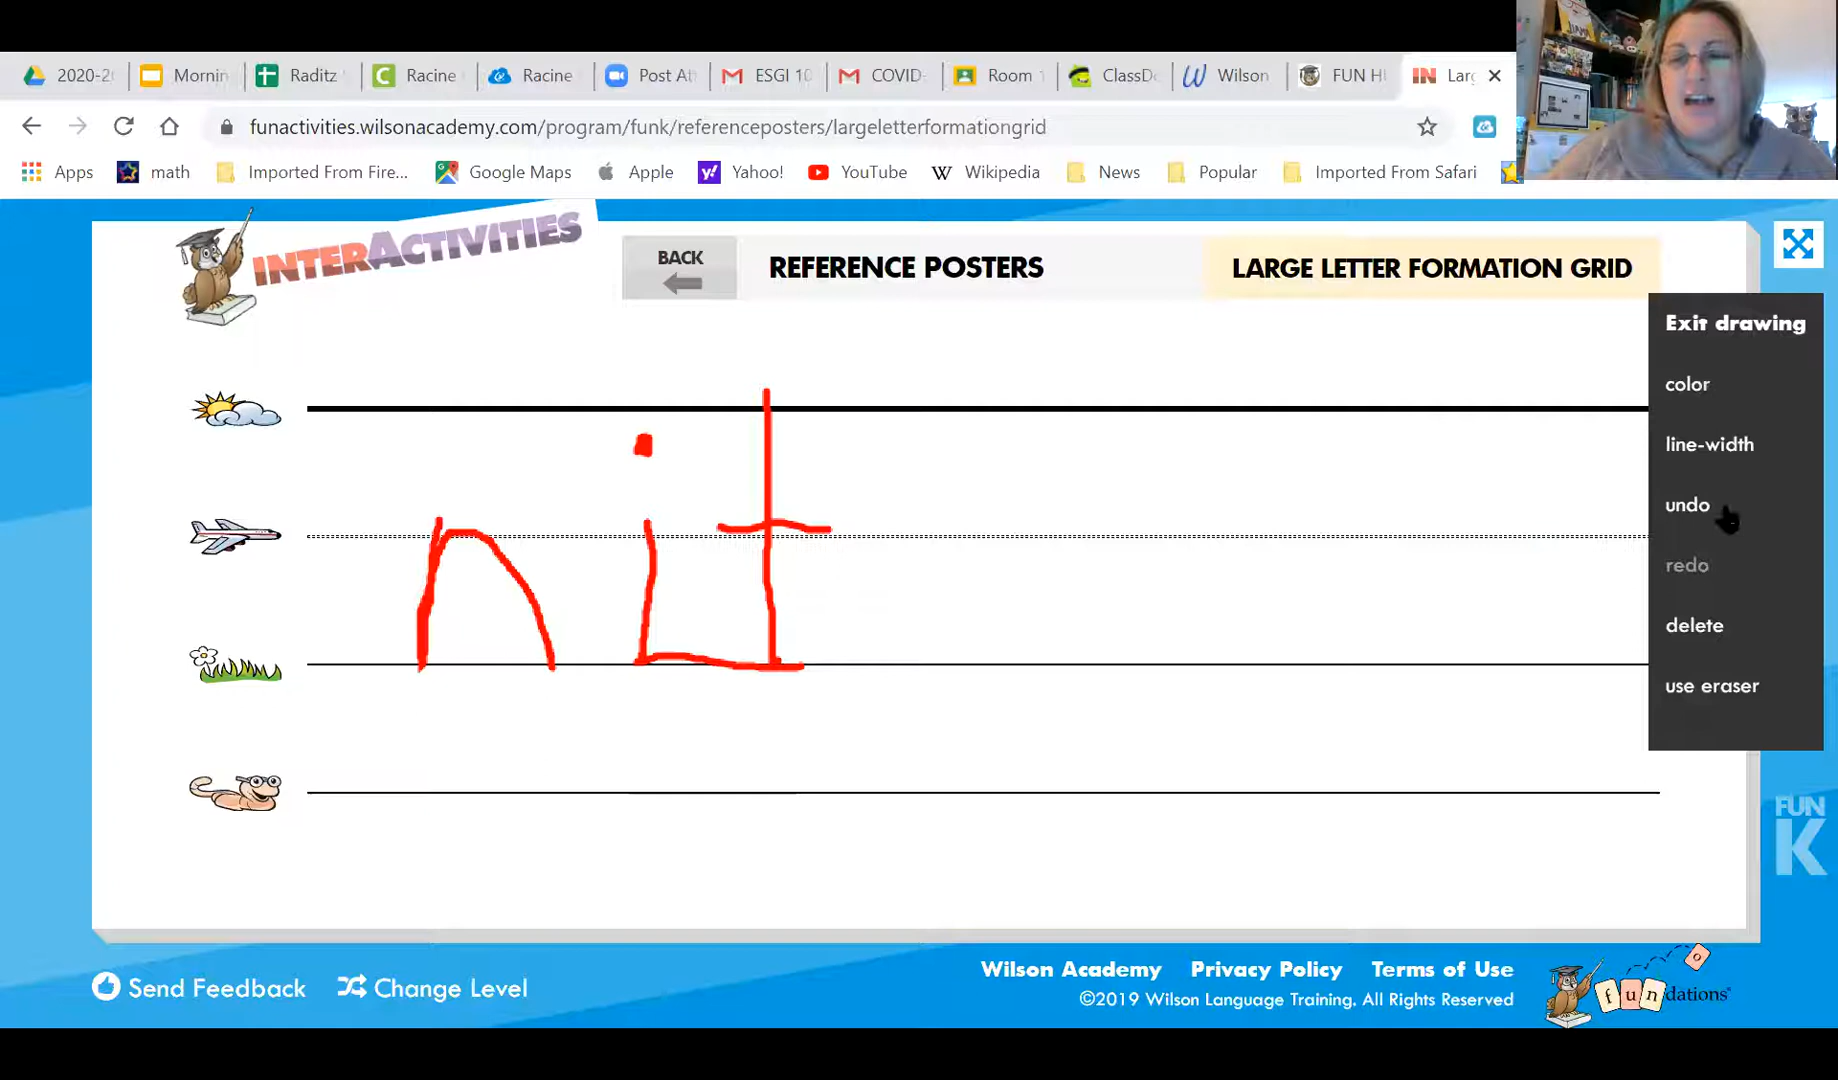 2020-2
Mornin
Raditz
Racine
Racine
Post At
ESGI 10
COVID-
Room 1
ClassDo
Wilson
FUN H
IN Larg
funactivities.wilsonacademy.com/program/funk/referenceposters/largeletterformationgrid
Apps
math
Imported From Fire...
Google Maps
Apple
Yahoo!
YouTube
W Wikipedia
News
Popular
Imported From Safari
INTERACTIVITIES
BACK
REFERENCE POSTERS
LARGE LETTER FORMATION GRID
Exit drawing
color
line-width
undo
redo
delete
use eraser
nit
FUN
K
Send Feedback
Change Level
Wilson Academy
Privacy Policy
Terms of Use
©2019 Wilson Language Training. All Rights Reserved
fundations®